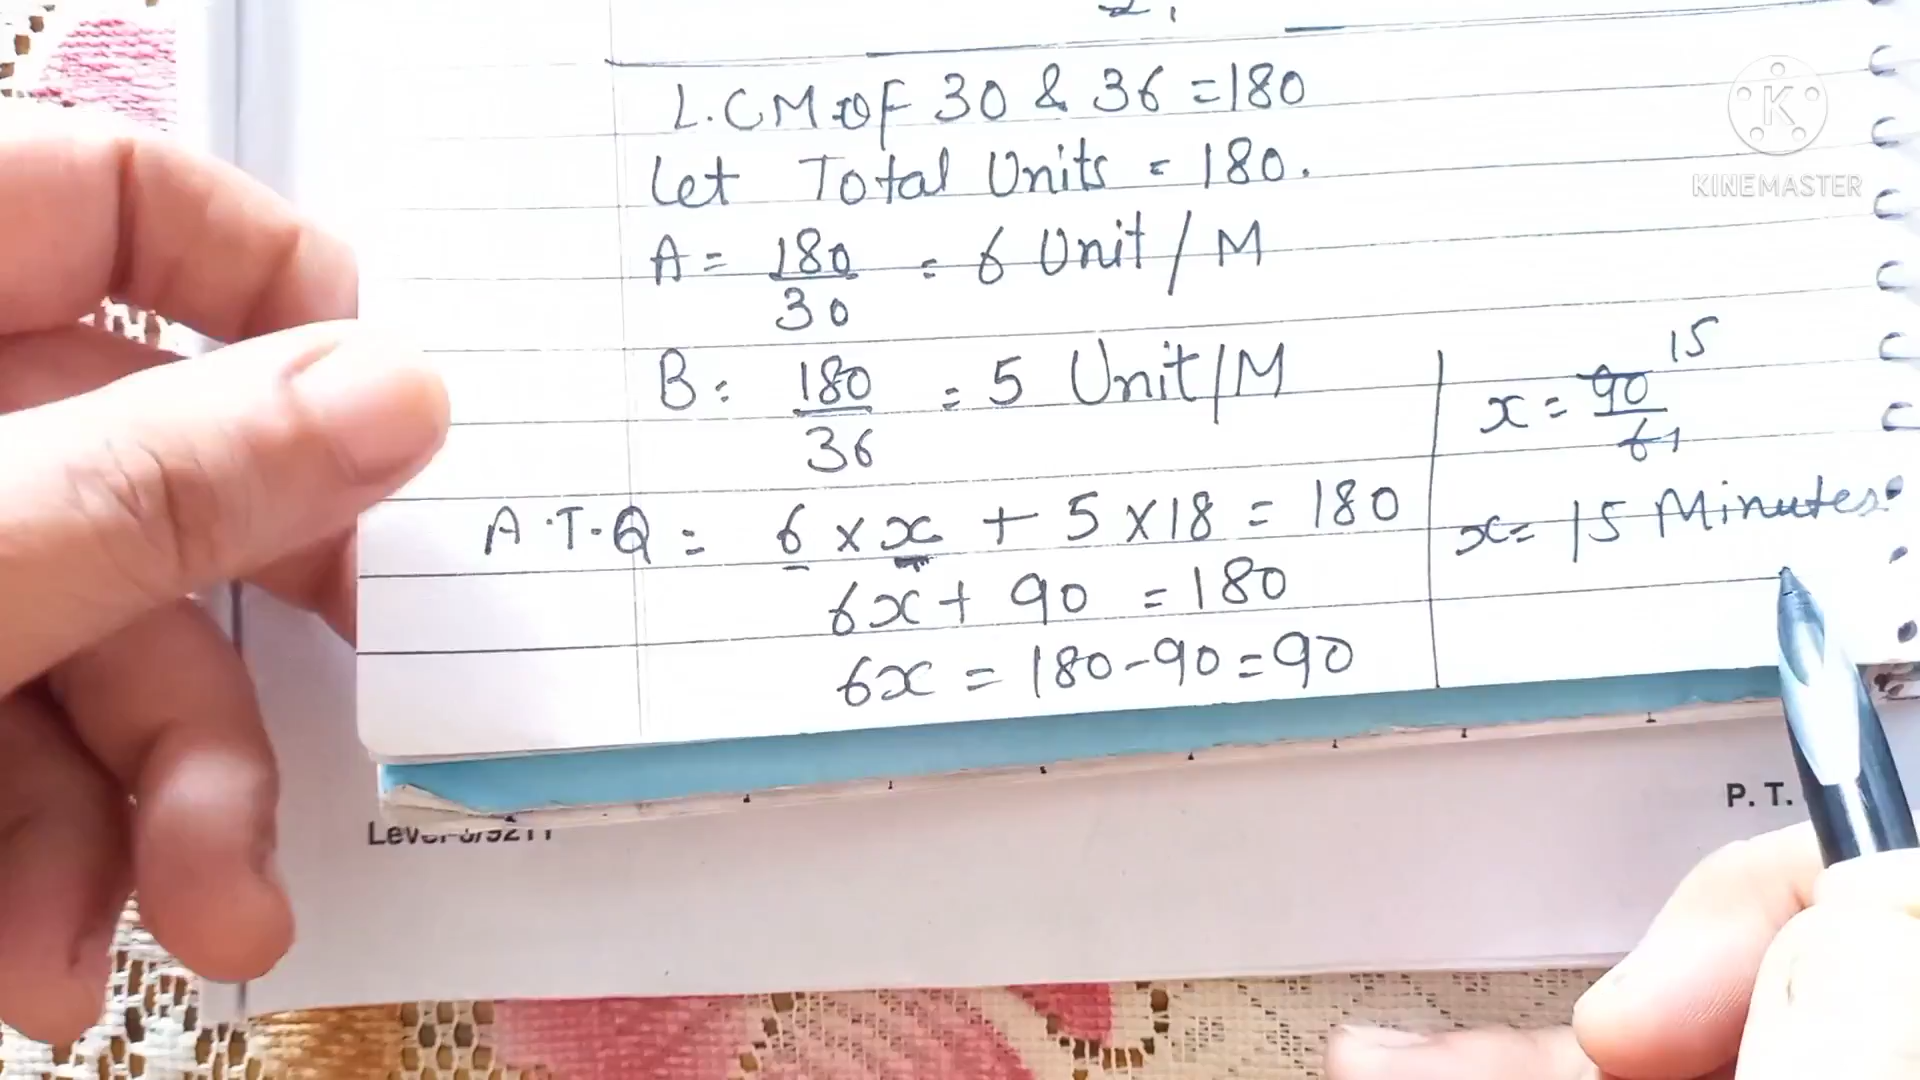 L.C.M.OF 30 & 36 = 180
Let Total Units = 180.
A = 180/30 = 6 Unit / M
B = 180/36 = 5 Unit/M
A.T.Q = 6 × x + 5 × 18 = 180
6x + 90 = 180
6x = 180 - 90 = 90
x = 90/6 15 1
x = 15 Minutes.
K
KINEMASTER
P. T.